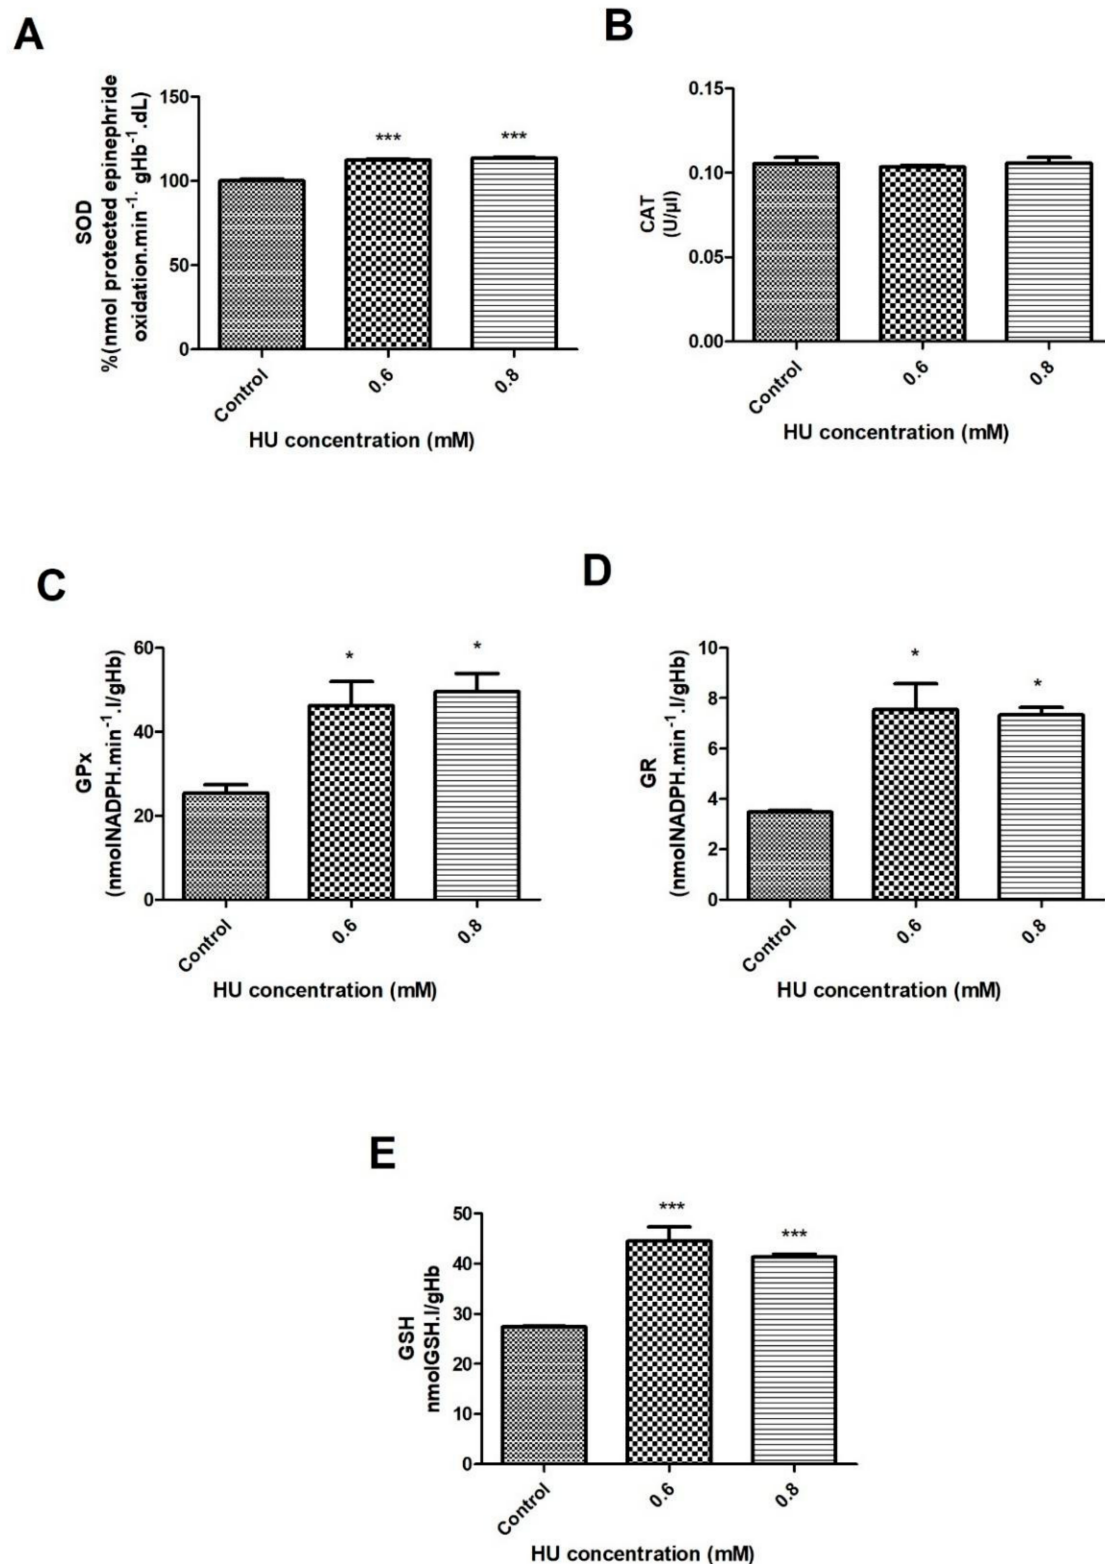 A
SOD
%(nmol protected epinephride
oxidation.min⁻¹· gHb⁻¹.dL)
150
100
50
0
***
***
Control
0.6
0.8
HU concentration (mM)
B
CAT
(U/µl)
0.15
0.10
0.05
0.00
Control
0.6
0.8
HU concentration (mM)
C
GPx
(nmolNADPH.min⁻¹.l/gHb)
60
40
20
0
*
*
Control
0.6
0.8
HU concentration (mM)
D
GR
(nmolNADPH.min⁻¹.l/gHb)
10
8
6
4
2
0
*
*
Control
0.6
0.8
HU concentration (mM)
E
GSH
nmolGSH.l/gHb
50
40
30
20
10
0
***
***
Control
0.6
0.8
HU concentration (mM)